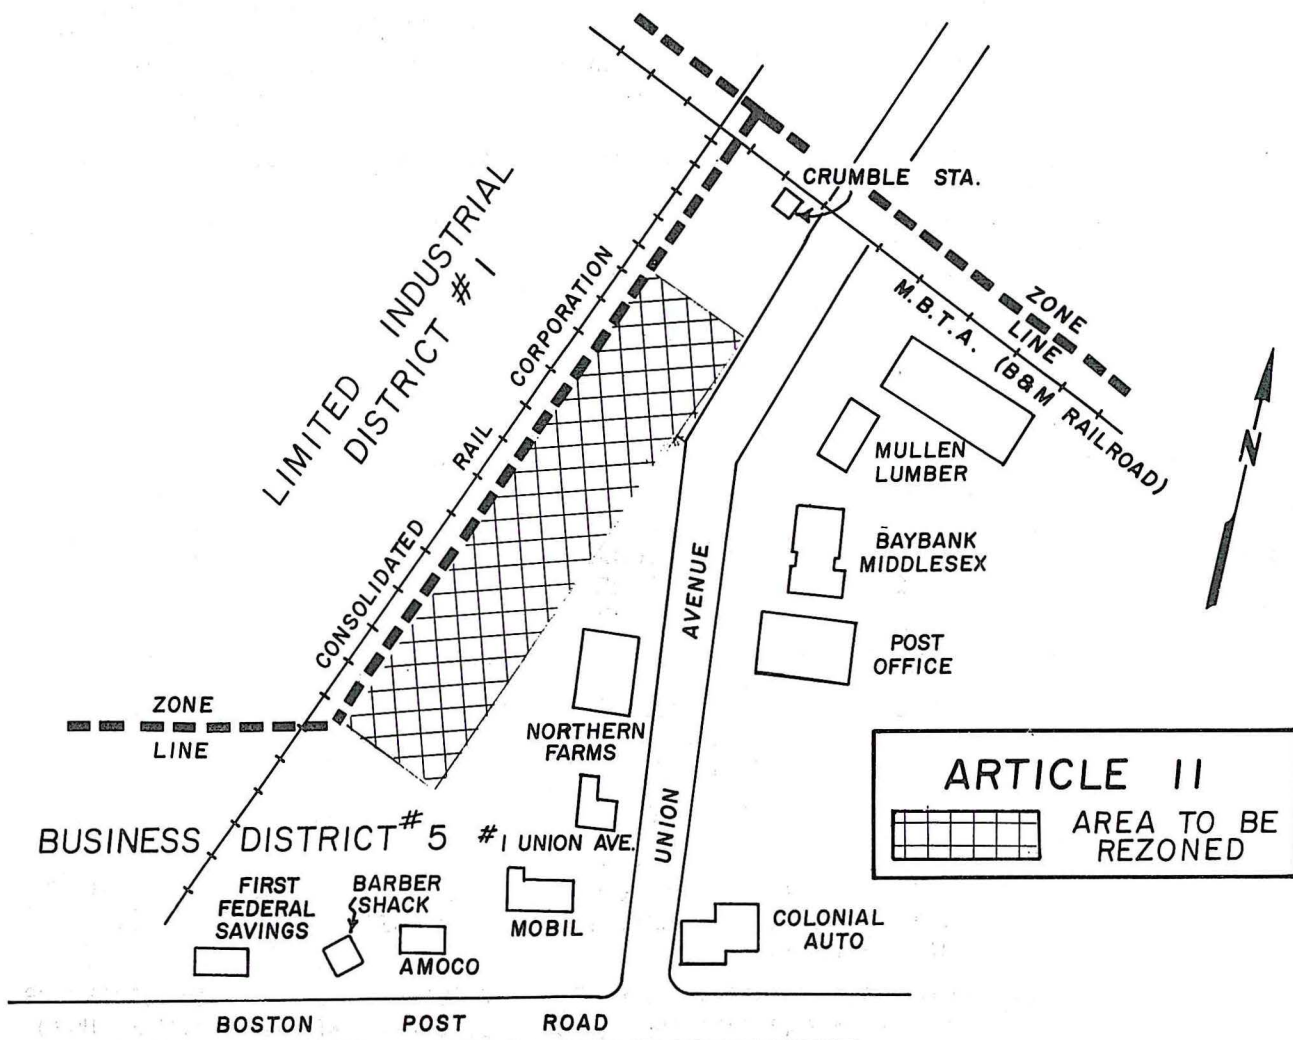 CRUMBLE STA.
LIMITED INDUSTRIAL
DISTRICT #1
CONSOLIDATED RAIL CORPORATION
ZONE
LINE
M.B.T.A. (B&M RAILROAD)
MULLEN
LUMBER
BAYBANK
MIDDLESEX
POST
OFFICE
UNION AVENUE
N
ZONE
LINE
NORTHERN
FARMS
ARTICLE 11
AREA TO BE
REZONED
BUSINESS DISTRICT #5
#1 UNION AVE.
FIRST
FEDERAL
SAVINGS
BARBER
SHACK
AMOCO
MOBIL
COLONIAL
AUTO
BOSTON POST ROAD